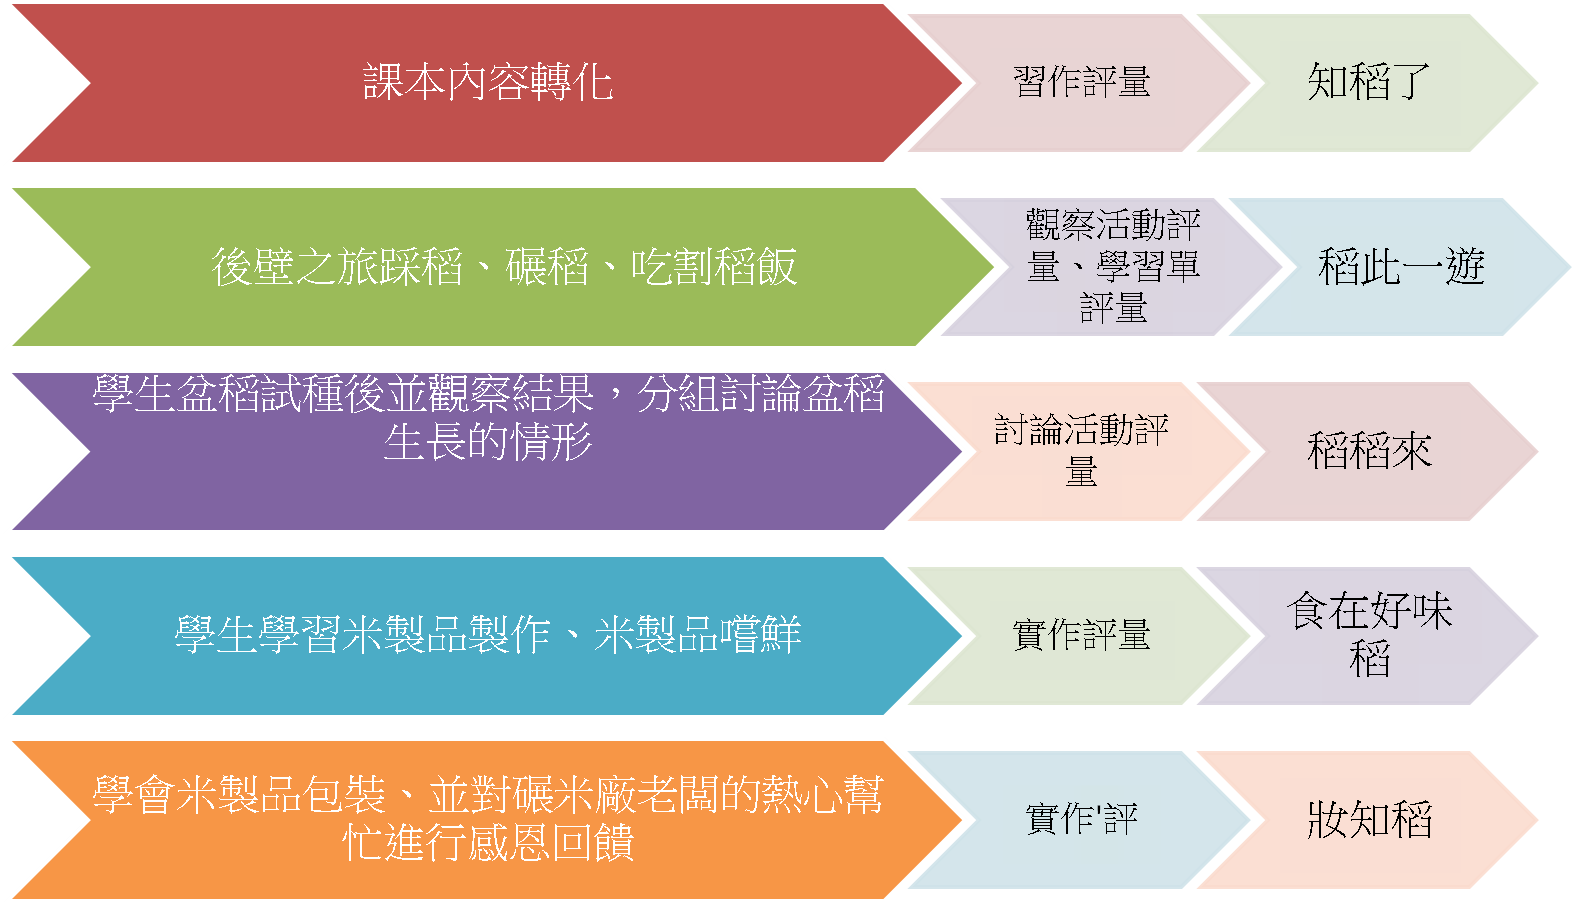 課本內容轉化
習作評量
知稻了
後壁之旅踩稻、碾稻、吃割稻飯
觀察活動評
量、學習單
評量
稻此一遊
學生盆稻試種後並觀察結果，分組討論盆稻
生長的情形
討論活動評
量
稻稻來
學生學習米製品製作、米製品嚐鮮
實作評量
食在好味
稻
學會米製品包裝、並對碾米廠老闆的熱心幫
忙進行感恩回饋
實作'評
妝知稻